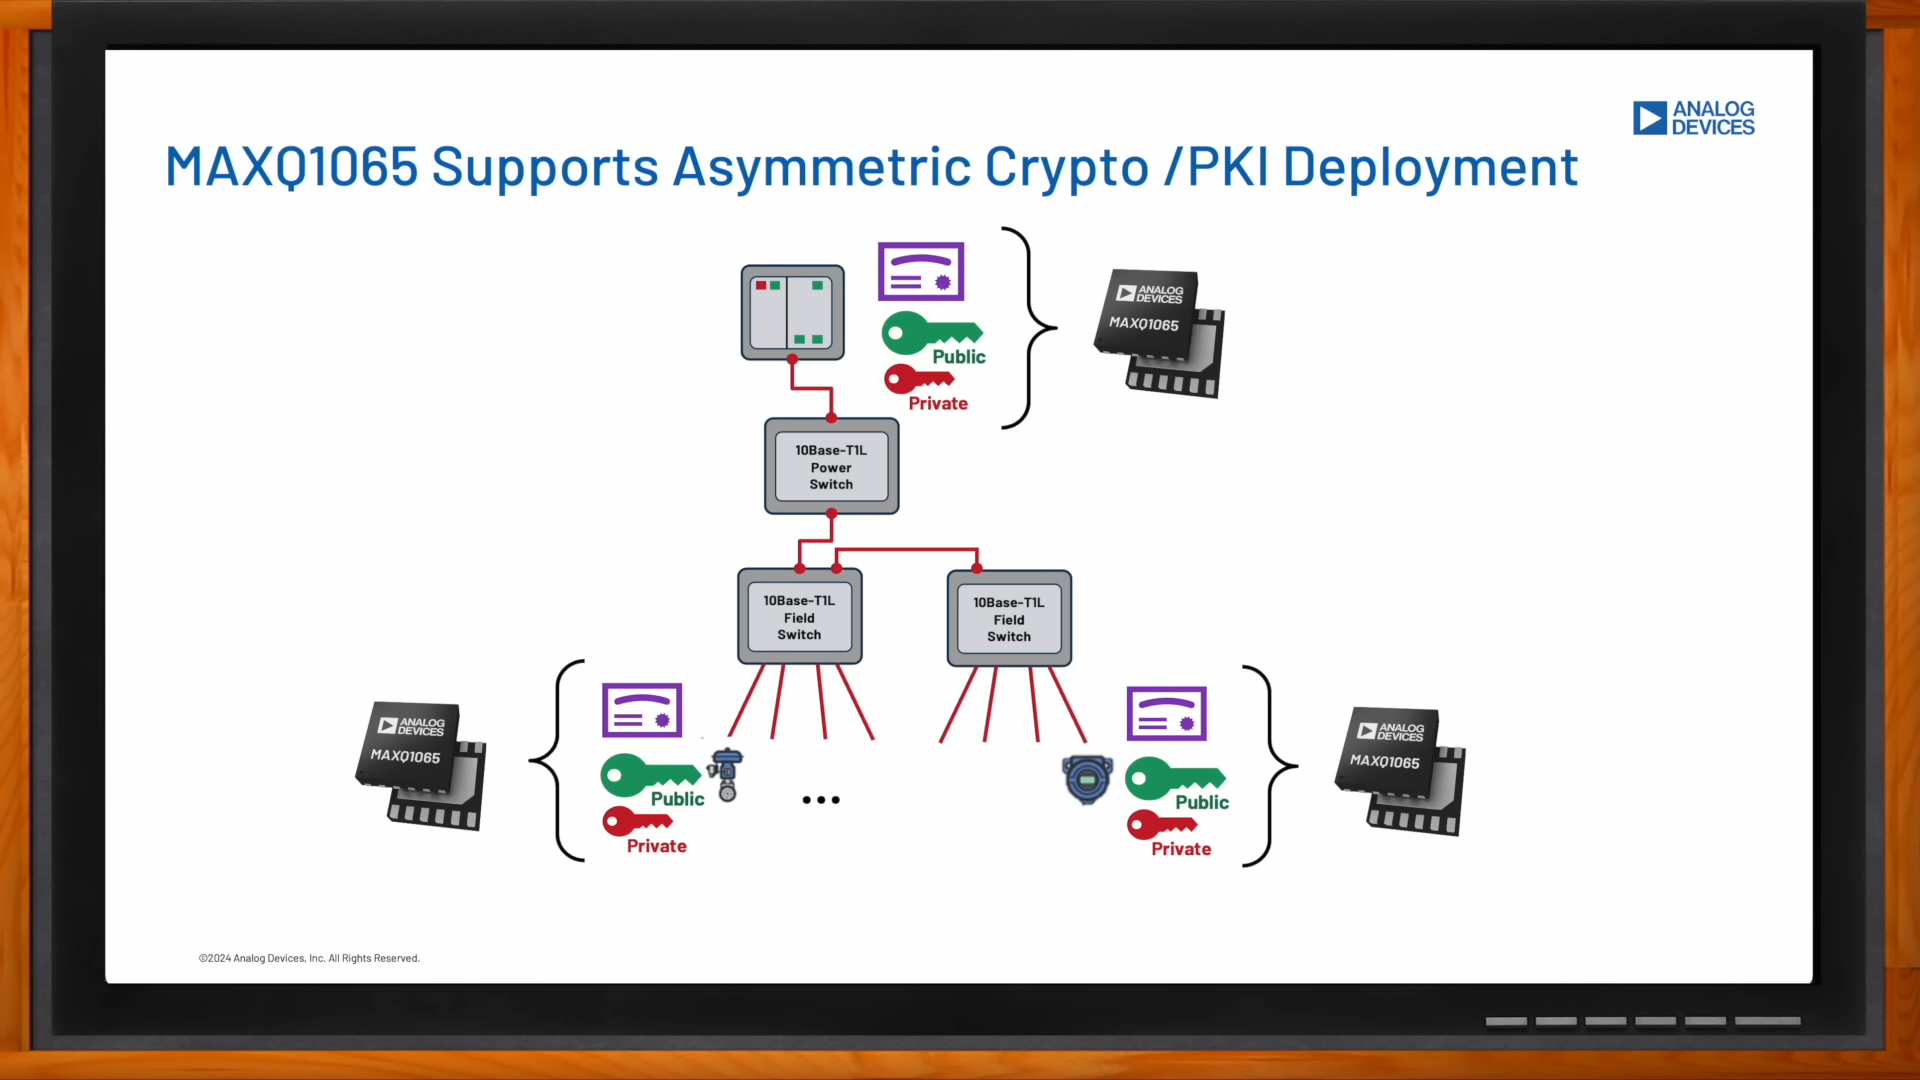 ANALOG
DEVICES
MAXQ1065 Supports Asymmetric Crypto /PKI Deployment
Public
Private
ANALOG
DEVICES
MAXQ1065
10Base-T1L
Power
Switch
10Base-T1L
Field
Switch
10Base-T1L
Field
Switch
ANALOG
DEVICES
MAXQ1065
Public
Private
...
Public
Private
ANALOG
DEVICES
MAXQ1065
©2024 Analog Devices, Inc. All Rights Reserved.